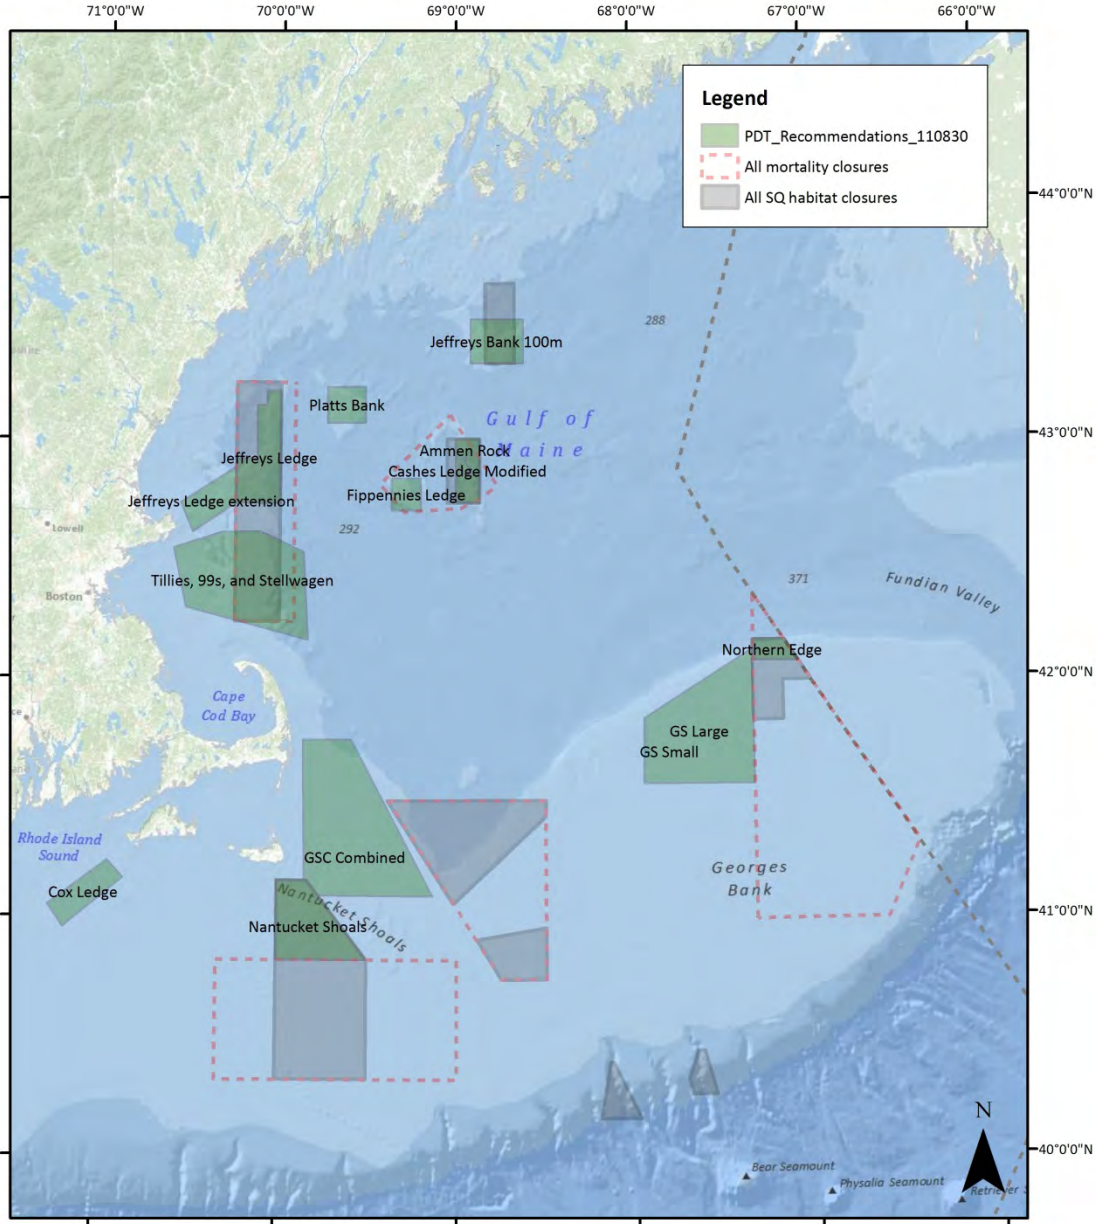 71°0'0"W
70°0'0"W
69°0'0"W
68°0'0"W
67°0'0"W
66°0'0"W
Legend
PDT_Recommendations_110830
All mortality closures
All SQ habitat closures
44°0'0"N
288
Jeffreys Bank 100m
Platts Bank
Gulf of
Maine
43°0'0"N
Ammen Rock
Jeffreys Ledge
Cashes Ledge Modified
Fippennies Ledge
Jeffreys Ledge extension
Lowell
292
Tillies, 99s, and Stellwagen
371
Fundian Valley
Boston
Northern Edge
42°0'0"N
Cape
Cod Bay
GS Large
GS Small
Rhode Island
Sound
GSC Combined
Georges
Bank
Cox Ledge
Nantucket Shoals
41°0'0"N
Nantucket Shoals
N
40°0'0"N
Bear Seamount
Physalia Seamount
Retriever S